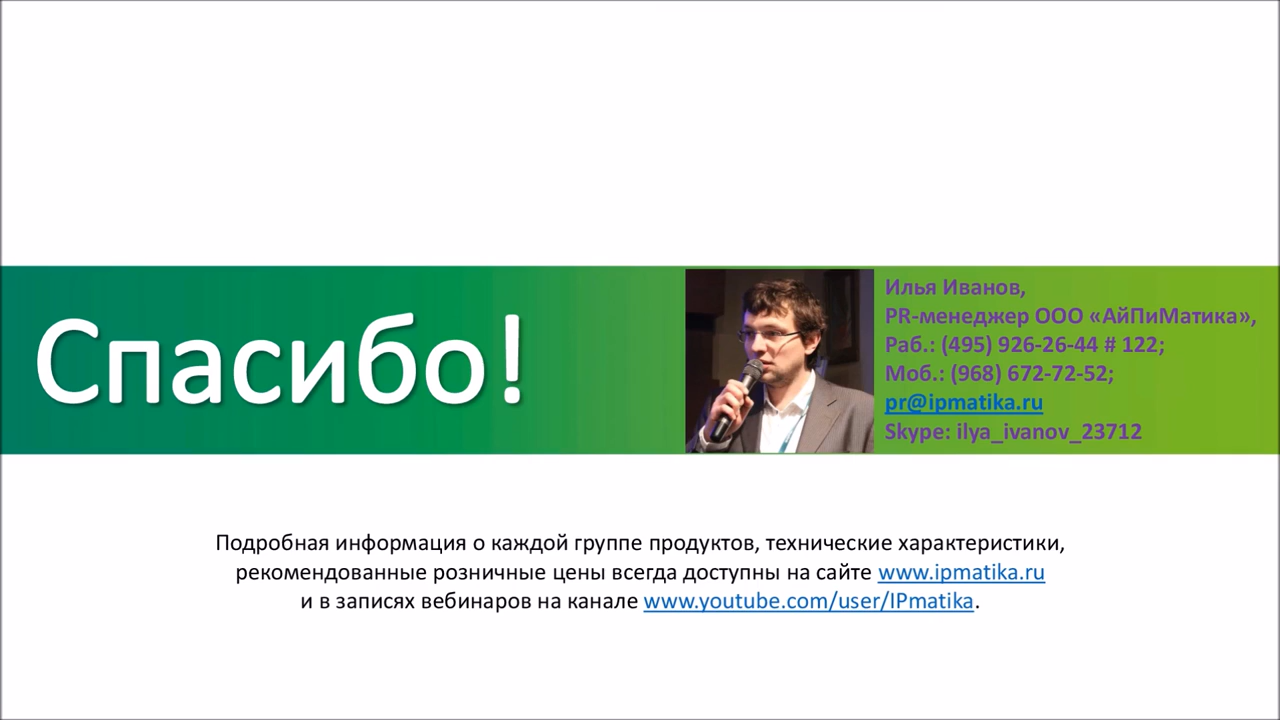 Спасибо!
Илья Иванов,
PR-менеджер ООО «АйПиМатика»,
Раб.: (495) 926-26-44 # 122;
Моб.: (968) 672-72-52;
pr@ipmatika.ru
Skype: ilya_ivanov_23712
Подробная информация о каждой группе продуктов, технические характеристики,
рекомендованные розничные цены всегда доступны на сайте www.ipmatika.ru
и в записях вебинаров на канале www.youtube.com/user/IPmatika.